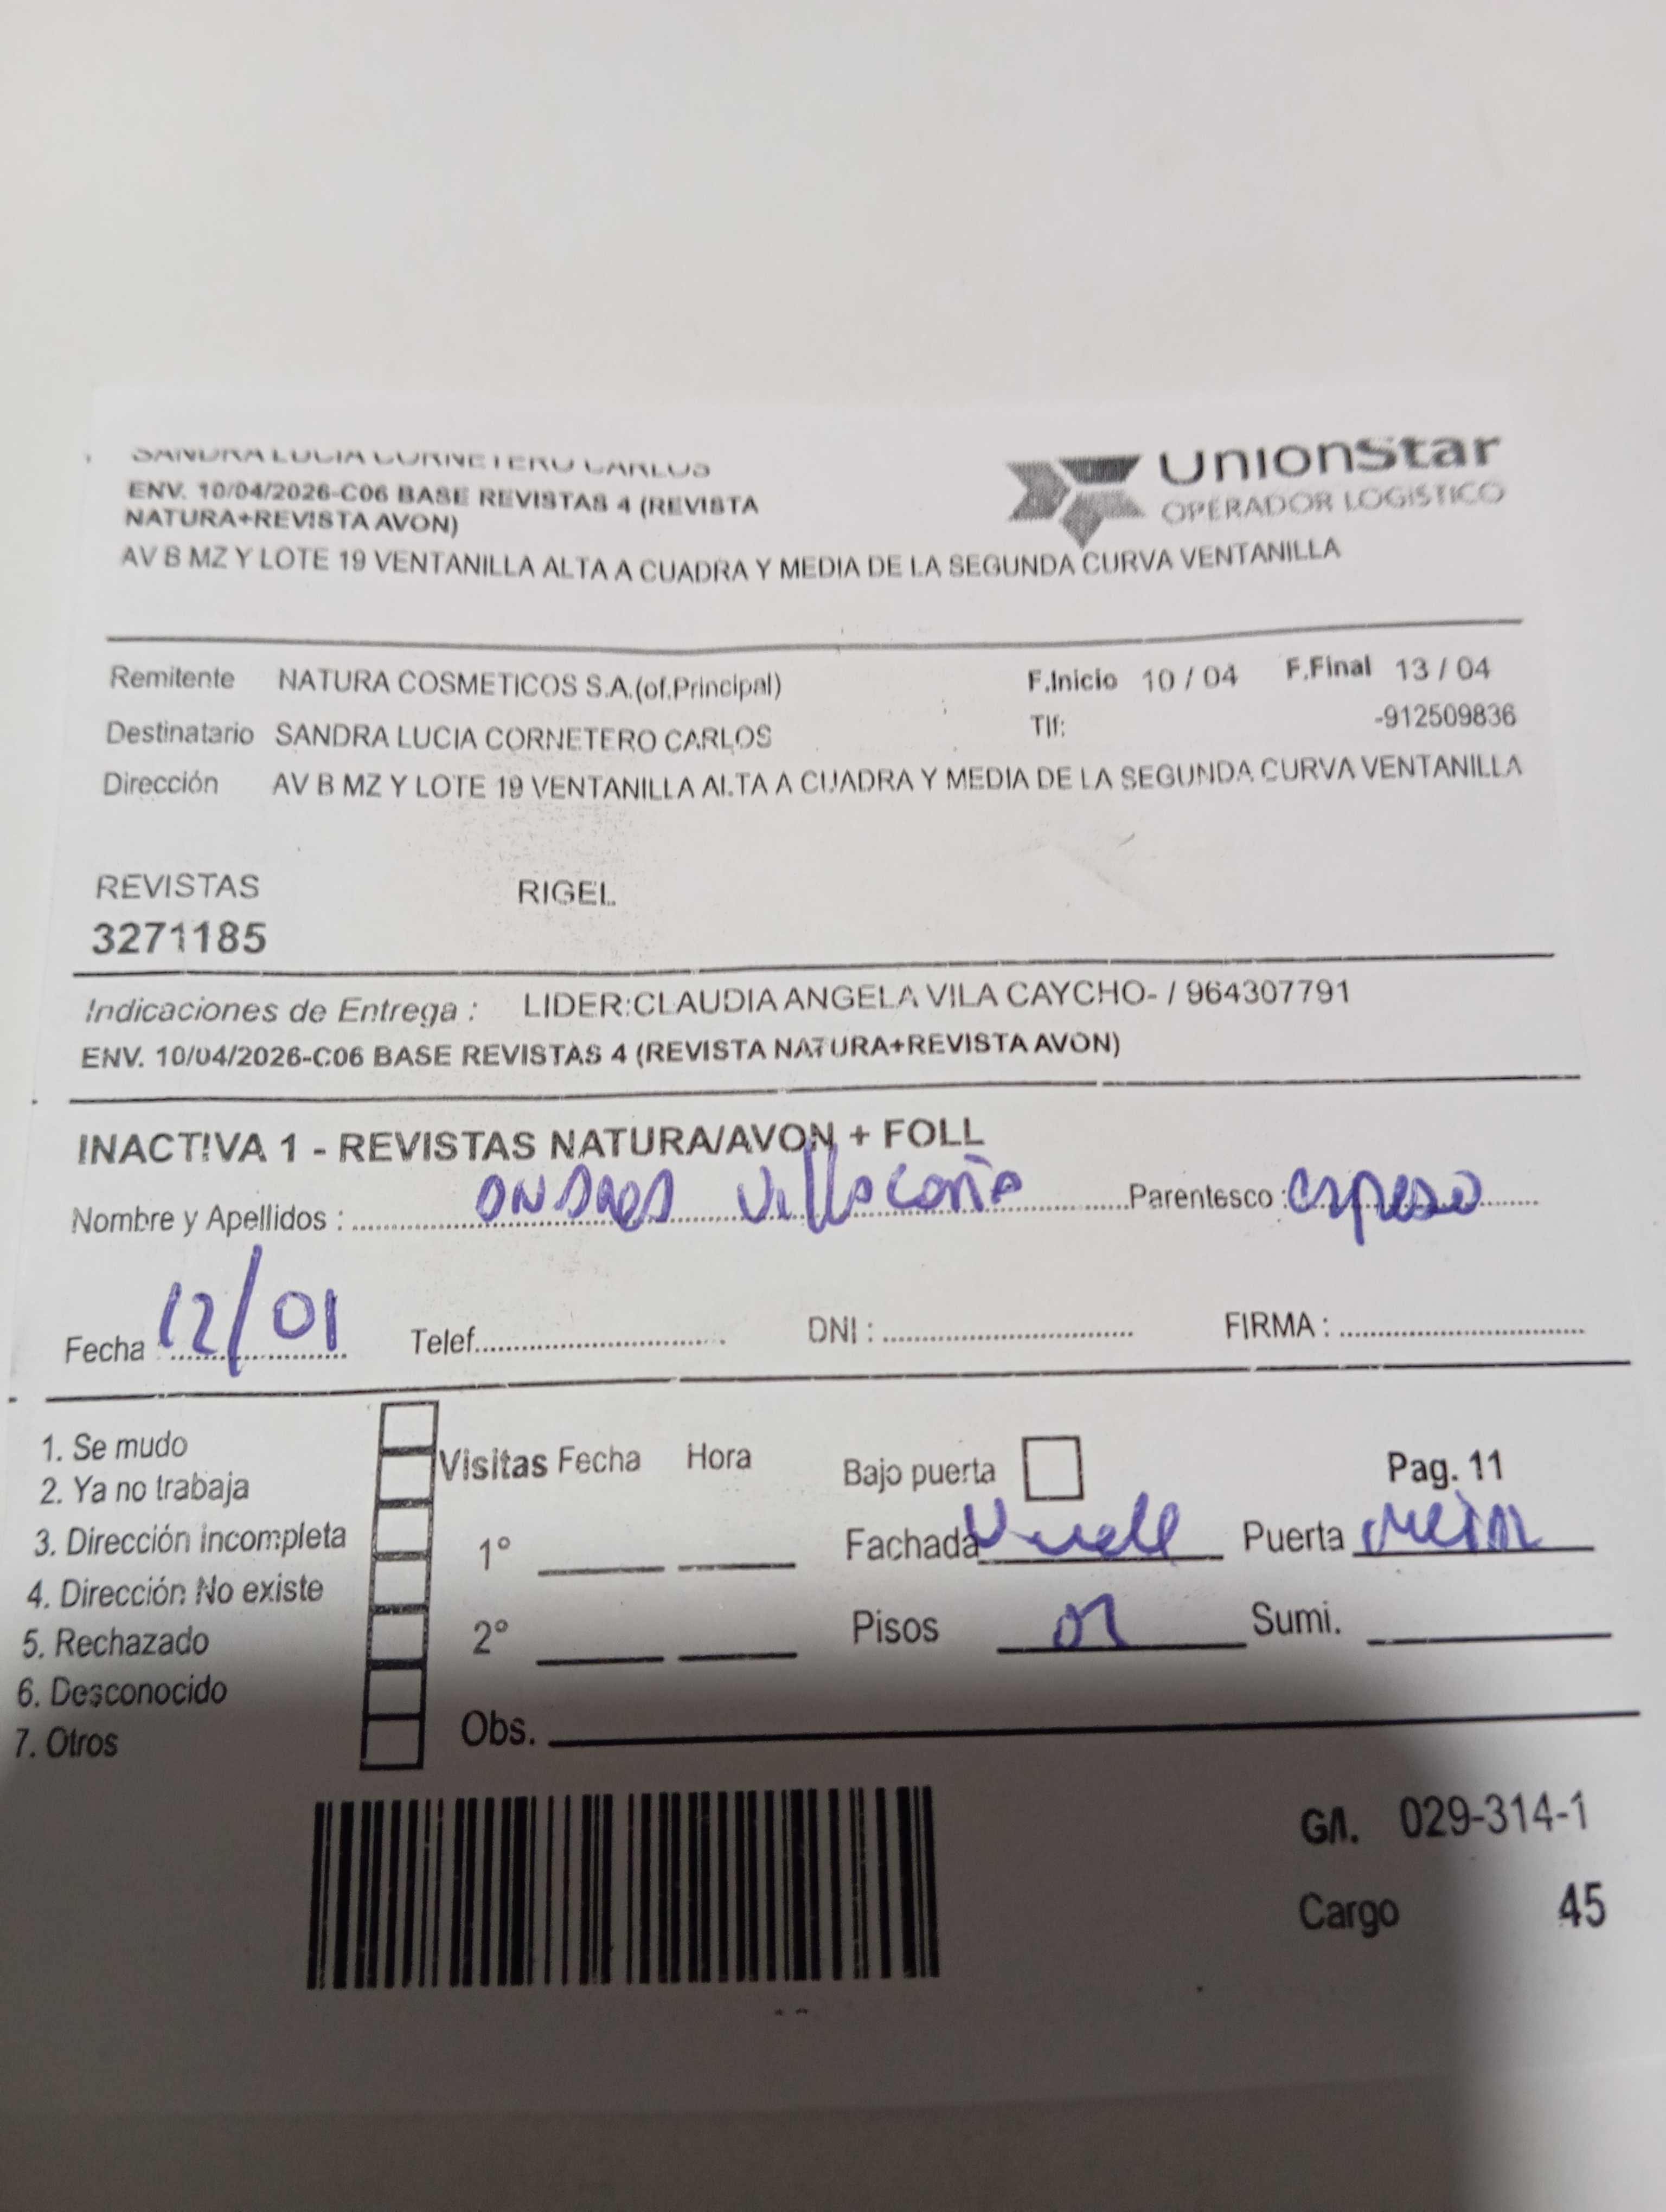 SANDRA LUCIA CORNETERO CARLOS
UnionStar
OPERADOR LOGISTICO
ENV. 10/04/2026-C06 BASE REVISTAS 4 (REVISTA
NATURA+REVISTA AVON)
AV B MZ Y LOTE 19 VENTANILLA ALTA A CUADRA Y MEDIA DE LA SEGUNDA CURVA VENTANILLA
Remitente NATURA COSMETICOS S.A.(of.Principal) F.Inicio 10 / 04 F.Final 13 / 04
Destinatario SANDRA LUCIA CORNETERO CARLOS Tlf: -912509836
Dirección AV B MZ Y LOTE 19 VENTANILLA ALTA A CUADRA Y MEDIA DE LA SEGUNDA CURVA VENTANILLA
REVISTAS RIGEL
3271185
Indicaciones de Entrega : LIDER:CLAUDIA ANGELA VILA CAYCHO- / 964307791
ENV. 10/04/2026-C06 BASE REVISTAS 4 (REVISTA NATURA+REVISTA AVON)
INACTIVA 1 - REVISTAS NATURA/AVON + FOLL
Nombre y Apellidos : Parentesco : esposo
Fecha 12/01 Telef. DNI : FIRMA :
1. Se mudo
2. Ya no trabaja
3. Dirección incompleta
4. Dirección No existe
5. Rechazado
6. Desconocido
7. Otros
Visitas Fecha Hora
1°
2°
Obs.
Bajo puerta Pag. 11
Fachada Puerta
Pisos Sumi.
G/I. 029-314-1
Cargo 45